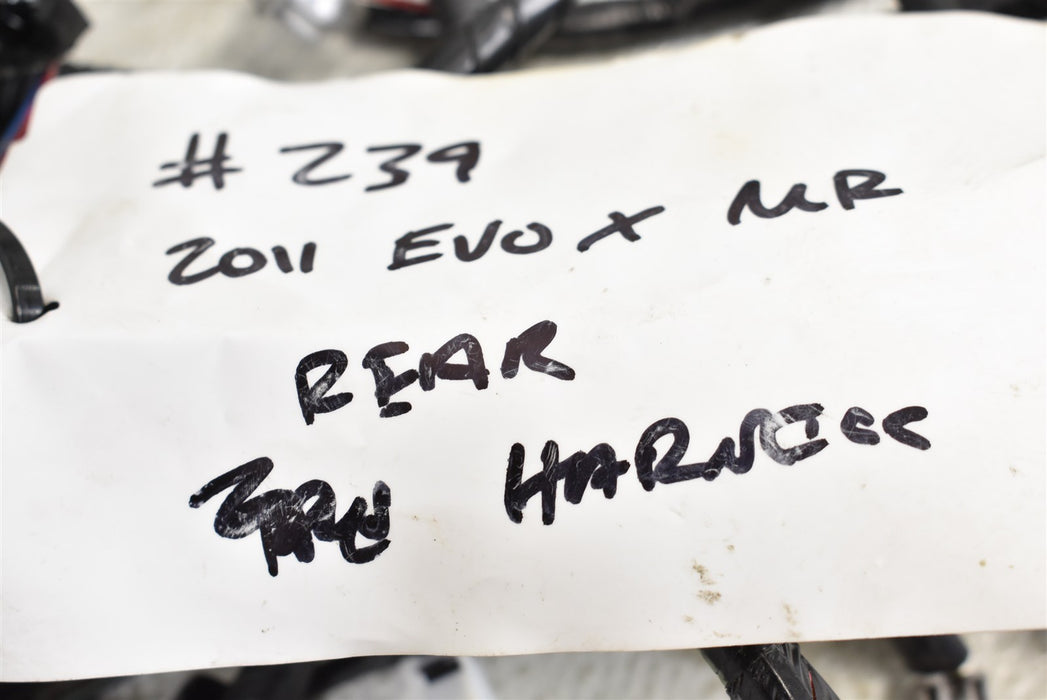 # 239
2011 EVO X MR
REAR
HARNESS